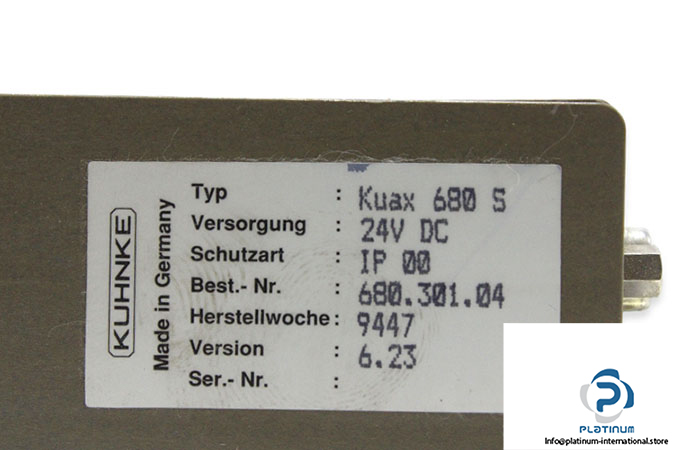 KUHNKE
Made in Germany
Typ : Kuax 680 S
Versorgung : 24V DC
Schutzart : IP 00
Best.- Nr. : 680.301.04
Herstellwoche : 9447
Version : 6.23
Ser.- Nr. :
PLATINUM
Info@platinum-international.store